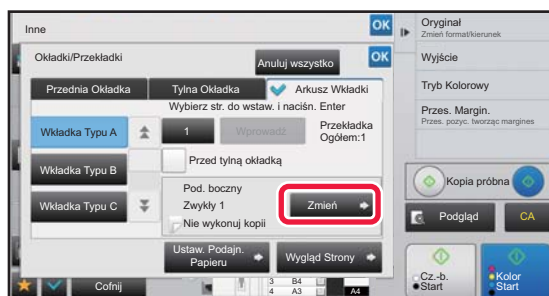 Inne
OK
Okładki/Przekładki
Anuluj wszystko
OK
Przednia Okładka
Tylna Okładka
Arkusz Wkładki
Wybierz str. do wstaw. i naciśn. Enter
Wkładka Typu A
1
Wprowadź
Przekładka
Ogółem:1
Wkładka Typu B
Przed tylną okładką
Wkładka Typu C
Pod. boczny
Zwykły 1
Zmień
Nie wykonuj kopii
Ustaw. Podajn.
Papieru
Wygląd Strony
Cofnij
3 B4
4 A3
A4
Oryginał
Zmień format/kierunek
Wyjście
Tryb Kolorowy
Przes. Margin.
Przes. pozyc. tworząc margines
Kopia próbna
Podgląd
CA
Cz.-b.
Start
Kolor
Start